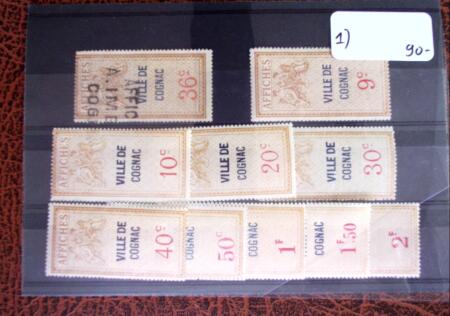 1)
90-
AFFICHES
VILLE DE
COGNAC
36c
AFFICHES
VILLE DE
COGNAC
9c
AFFICHES
VILLE DE
COGNAC
10c
VILLE DE
COGNAC
20c
VILLE DE
COGNAC
30c
AFFICHES
VILLE DE
COGNAC
40c
COGNAC
50c
COGNAC
1F
COGNAC
1F50
2F